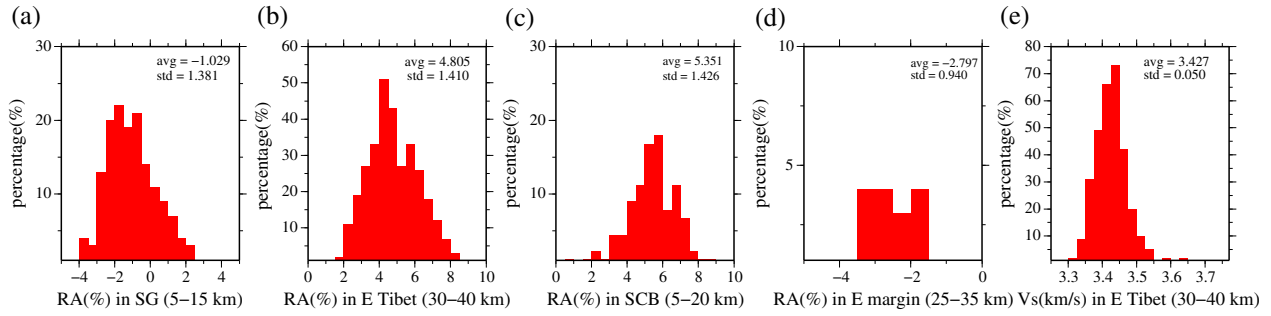 (a)
30
20
10
percentage(%)
avg = −1.029
std = 1.381
−4 −2 0 2 4
RA(%) in SG (5−15 km)
(b)
60
50
40
30
20
10
percentage(%)
avg = 4.805
std = 1.410
0 2 4 6 8 10
RA(%) in E Tibet (30−40 km)
(c)
30
20
10
percentage(%)
avg = 5.351
std = 1.426
0 2 4 6 8 10
RA(%) in SCB (5−20 km)
(d)
10
5
percentage(%)
avg = −2.797
std = 0.940
−4 −2 0
RA(%) in E margin (25−35 km)
(e)
80
70
60
50
40
30
20
10
percentage(%)
avg = 3.427
std = 0.050
3.3 3.4 3.5 3.6 3.7
Vs(km/s) in E Tibet (30−40 km)